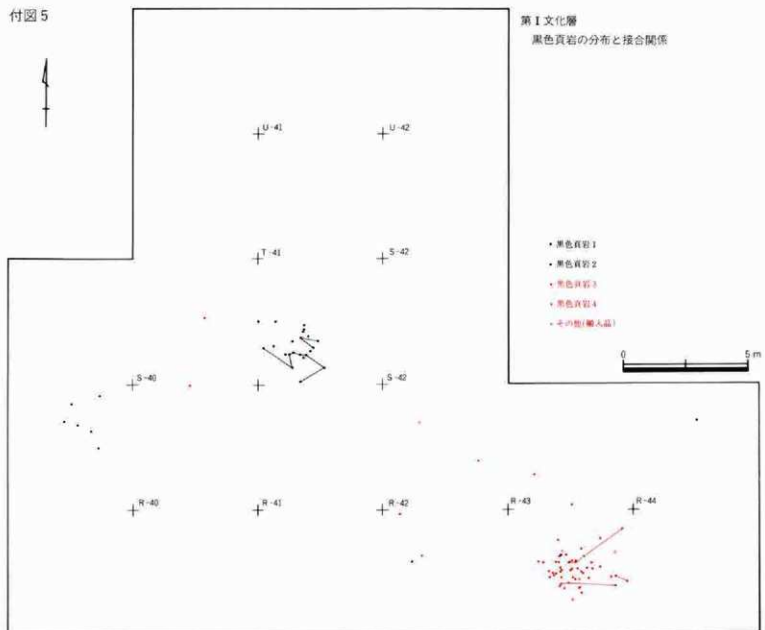 付図5
第Ⅰ文化層
黒色頁岩の分布と接合関係
U-41
U-42
T-41
S-42
・黒色頁岩1
・黒色頁岩2
・黒色頁岩3
・黒色頁岩4
・その他(搬入品)
0
5m
S-40
S-42
R-40
R-41
R-42
R-43
R-44